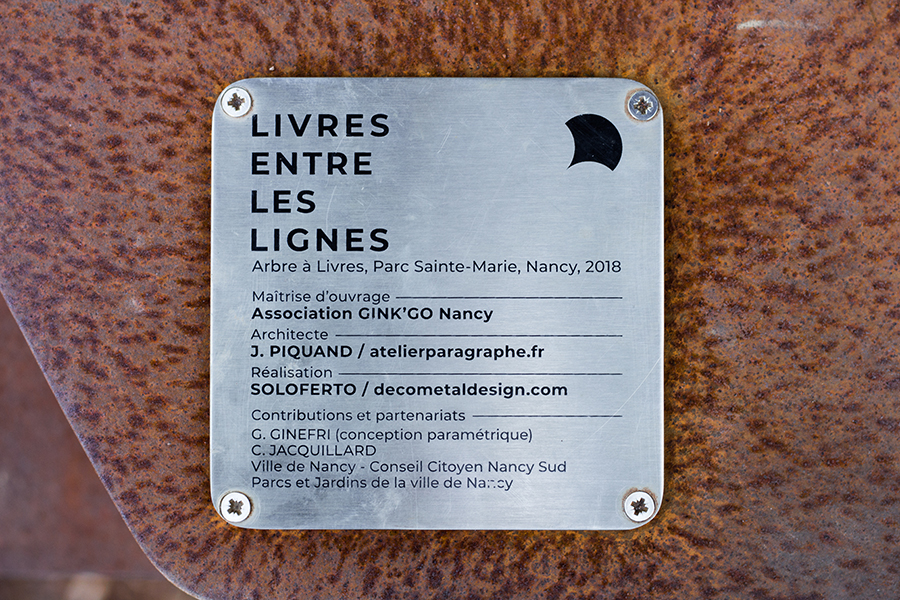 LIVRES
ENTRE
LES
LIGNES
Arbre à Livres, Parc Sainte-Marie, Nancy, 2018
Maîtrise d'ouvrage
Association GINK'GO Nancy
Architecte
J. PIQUAND / atelierparagraphe.fr
Réalisation
SOLOFERTO / decometaldesign.com
Contributions et partenariats
G. GINEFRI (conception paramétrique)
C. JACQUILLARD
Ville de Nancy - Conseil Citoyen Nancy Sud
Parcs et Jardins de la ville de Nancy